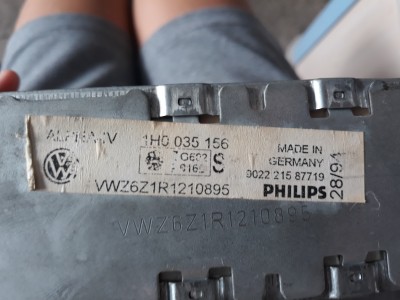 1H0 035 156
S
MADE IN
GERMANY
VWZ6Z1R1210895
9022 215 87719
PHILIPS
28/94
VWZ6Z1R1210895